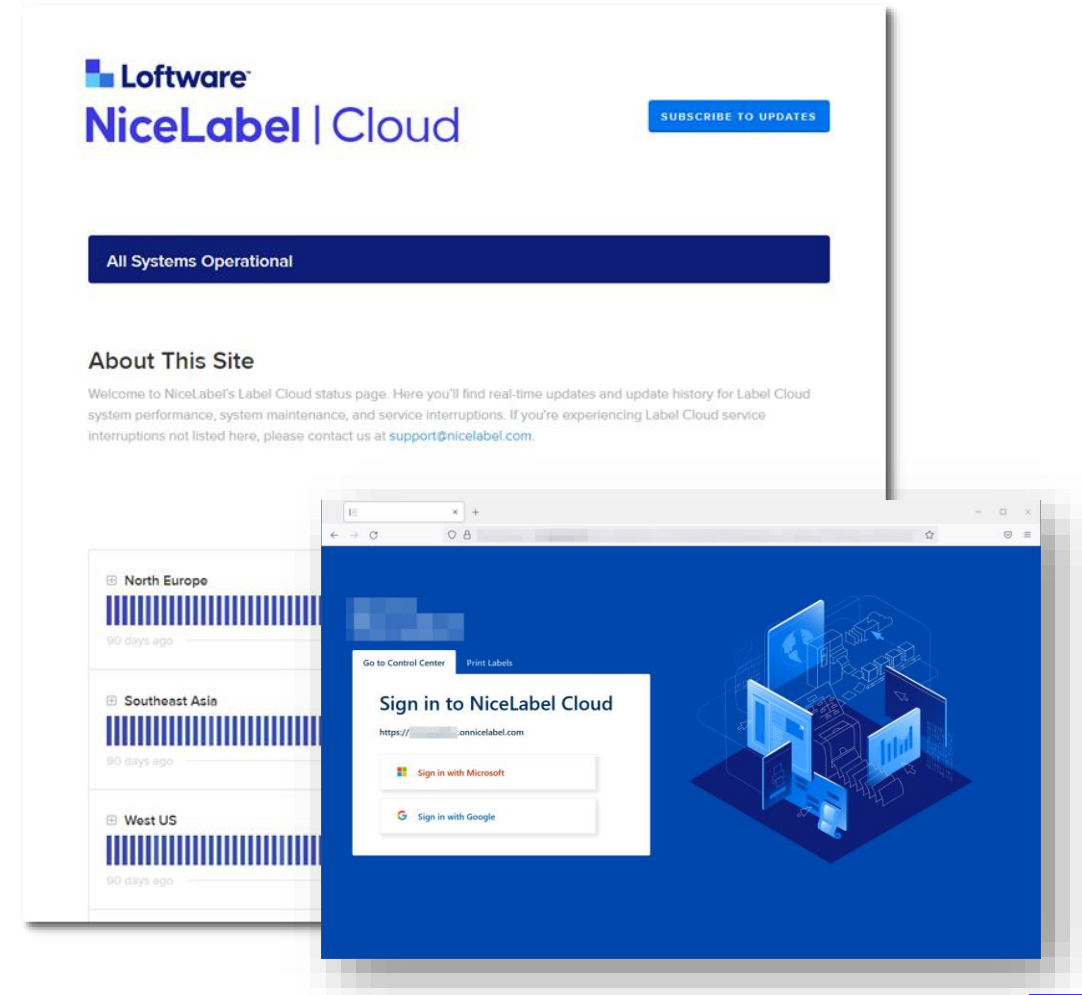 Loftware™
NiceLabel | Cloud
SUBSCRIBE TO UPDATES
All Systems Operational
About This Site
Welcome to NiceLabel's Label Cloud status page. Here you'll find real-time updates and update history for Label Cloud
system performance, system maintenance, and service interruptions. If you're experiencing Label Cloud service
interruptions not listed here, please contact us at support@nicelabel.com.
North Europe
90 days ago
Southeast Asia
90 days ago
West US
90 days ago
Go to Control Center Print Labels
Sign in to NiceLabel Cloud
https:// .onnicelabel.com
Sign in with Microsoft
Sign in with Google